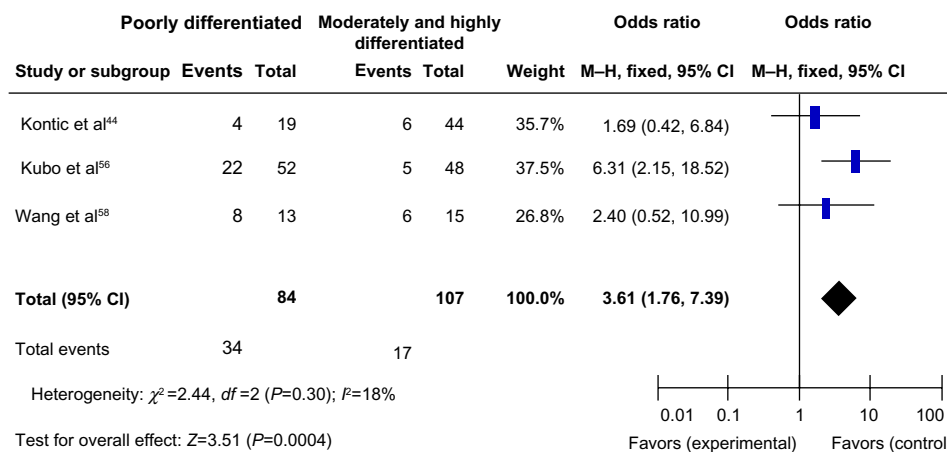 Poorly differentiated Moderately and highly differentiated Odds ratio Odds ratio
Study or subgroup Events Total Events Total Weight M–H, fixed, 95% CI M–H, fixed, 95% CI
Kontic et al⁴⁴ 4 19 6 44 35.7% 1.69 (0.42, 6.84)
Kubo et al⁵⁶ 22 52 5 48 37.5% 6.31 (2.15, 18.52)
Wang et al⁵⁸ 8 13 6 15 26.8% 2.40 (0.52, 10.99)
Total (95% CI) 84 107 100.0% 3.61 (1.76, 7.39)
Total events 34 17
Heterogeneity: χ²=2.44, df=2 (P=0.30); I²=18%
0.01 0.1 1 10 100
Test for overall effect: Z=3.51 (P=0.0004)
Favors (experimental) Favors (control